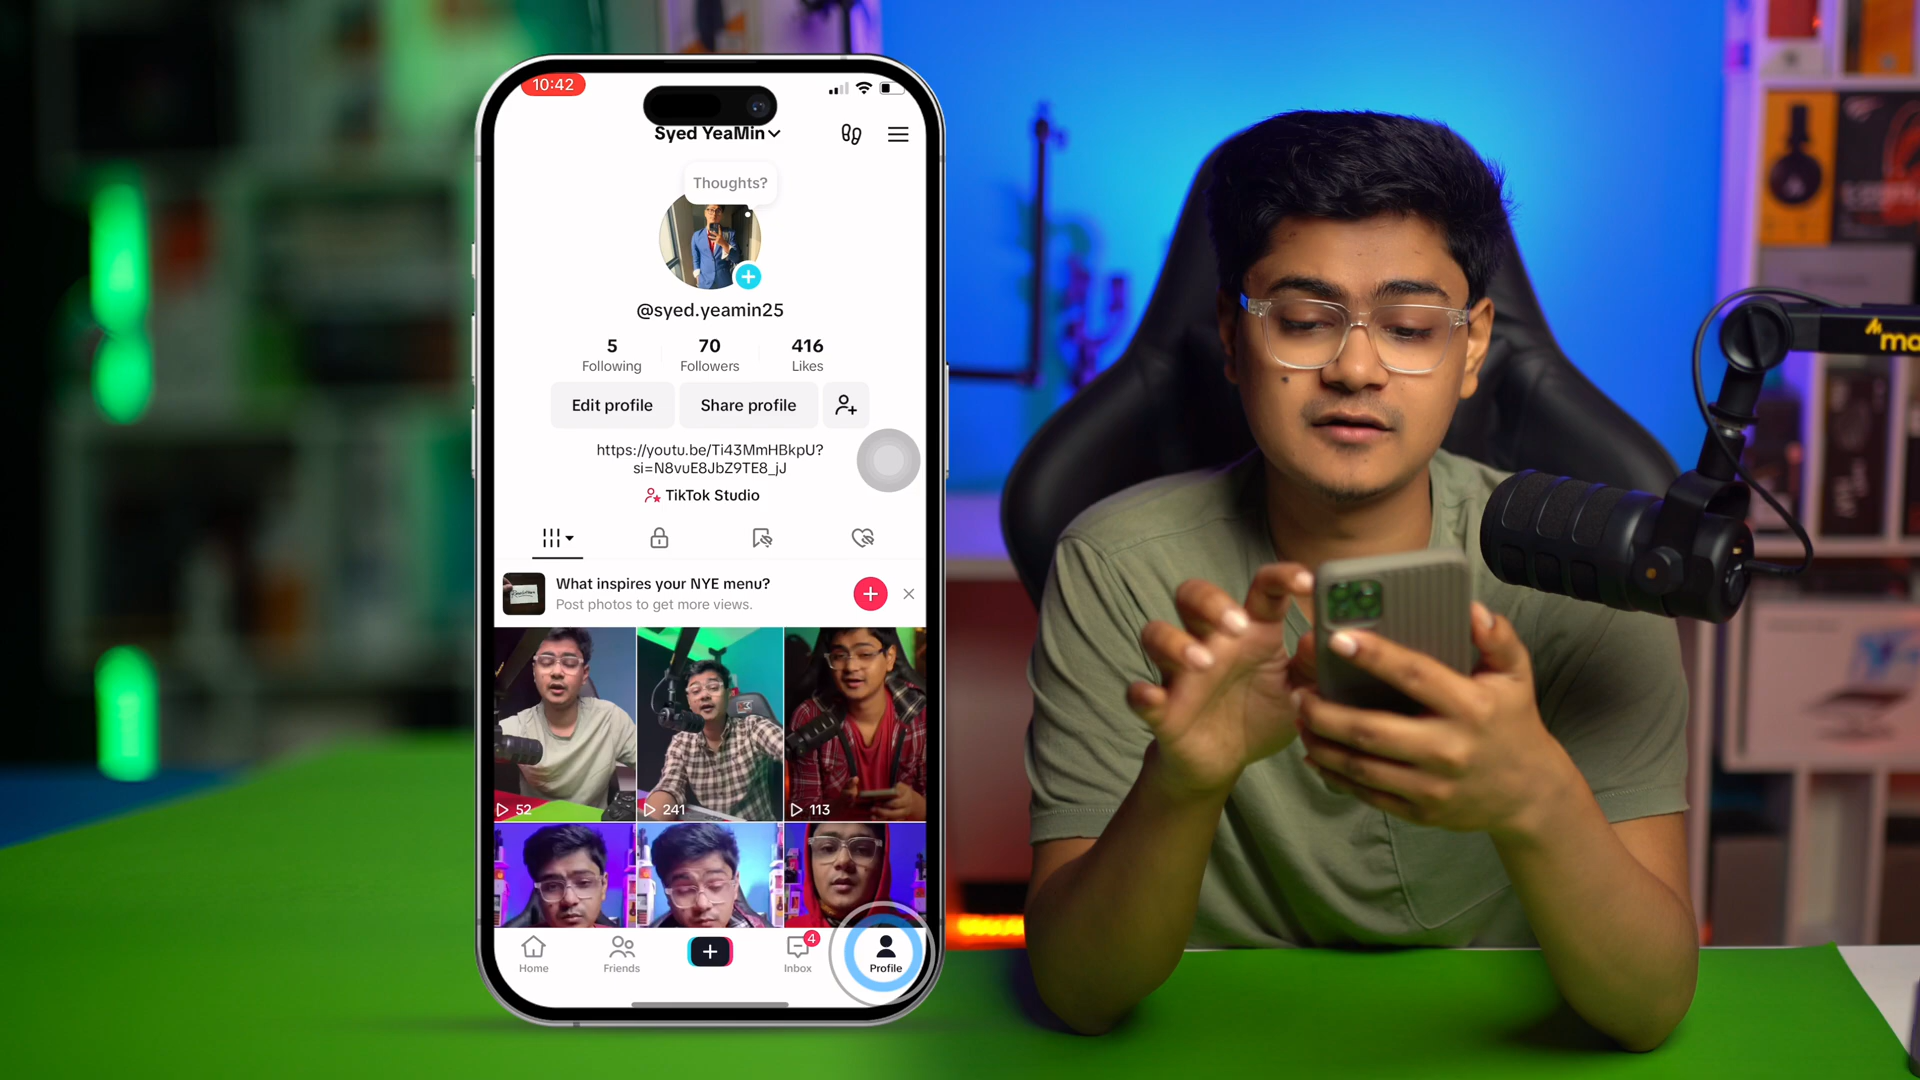 10:42
Syed YeaMin
Thoughts?
@syed.yeamin25
5
70
416
Following
Followers
Likes
Edit profile
Share profile
https://youtu.be/Ti43MmHBkpU?
si=N8vuE8JbZ9TE8_jJ
TikTok Studio
What inspires your NYE menu?
Post photos to get more views.
52
241
113
4
Home
Friends
Inbox
Profile